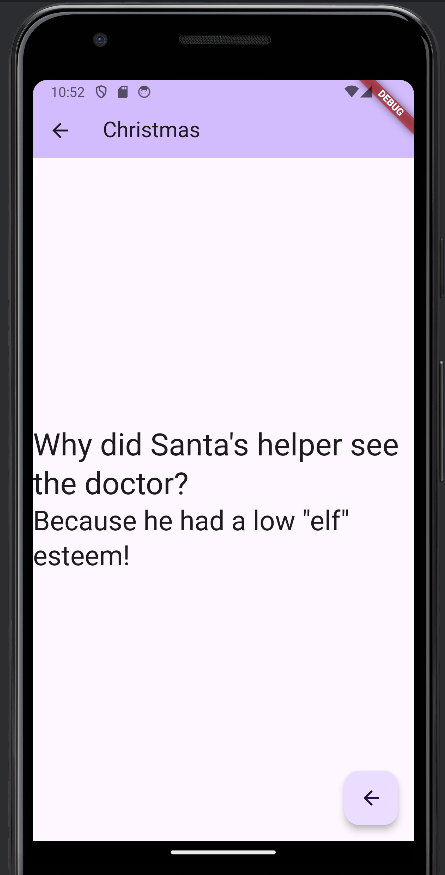 10:52
DEBUG
Christmas
Why did Santa's helper see
the doctor?
Because he had a low "elf"
esteem!